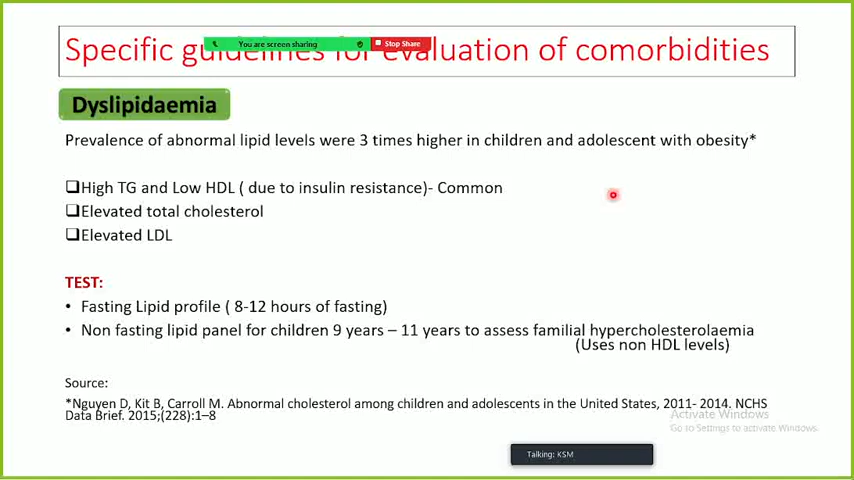 Specific guidelines for evaluation of comorbidities
You are screen sharing
Stop Share
Dyslipidaemia
Prevalence of abnormal lipid levels were 3 times higher in children and adolescent with obesity*
High TG and Low HDL ( due to insulin resistance)- Common
Elevated total cholesterol
Elevated LDL
TEST:
• Fasting Lipid profile ( 8-12 hours of fasting)
• Non fasting lipid panel for children 9 years – 11 years to assess familial hypercholesterolaemia
(Uses non HDL levels)
Source:
*Nguyen D, Kit B, Carroll M. Abnormal cholesterol among children and adolescents in the United States, 2011- 2014. NCHS
Data Brief. 2015;(228):1–8
Activate Windows
Go to Settings to activate Windows.
Talking: KSM